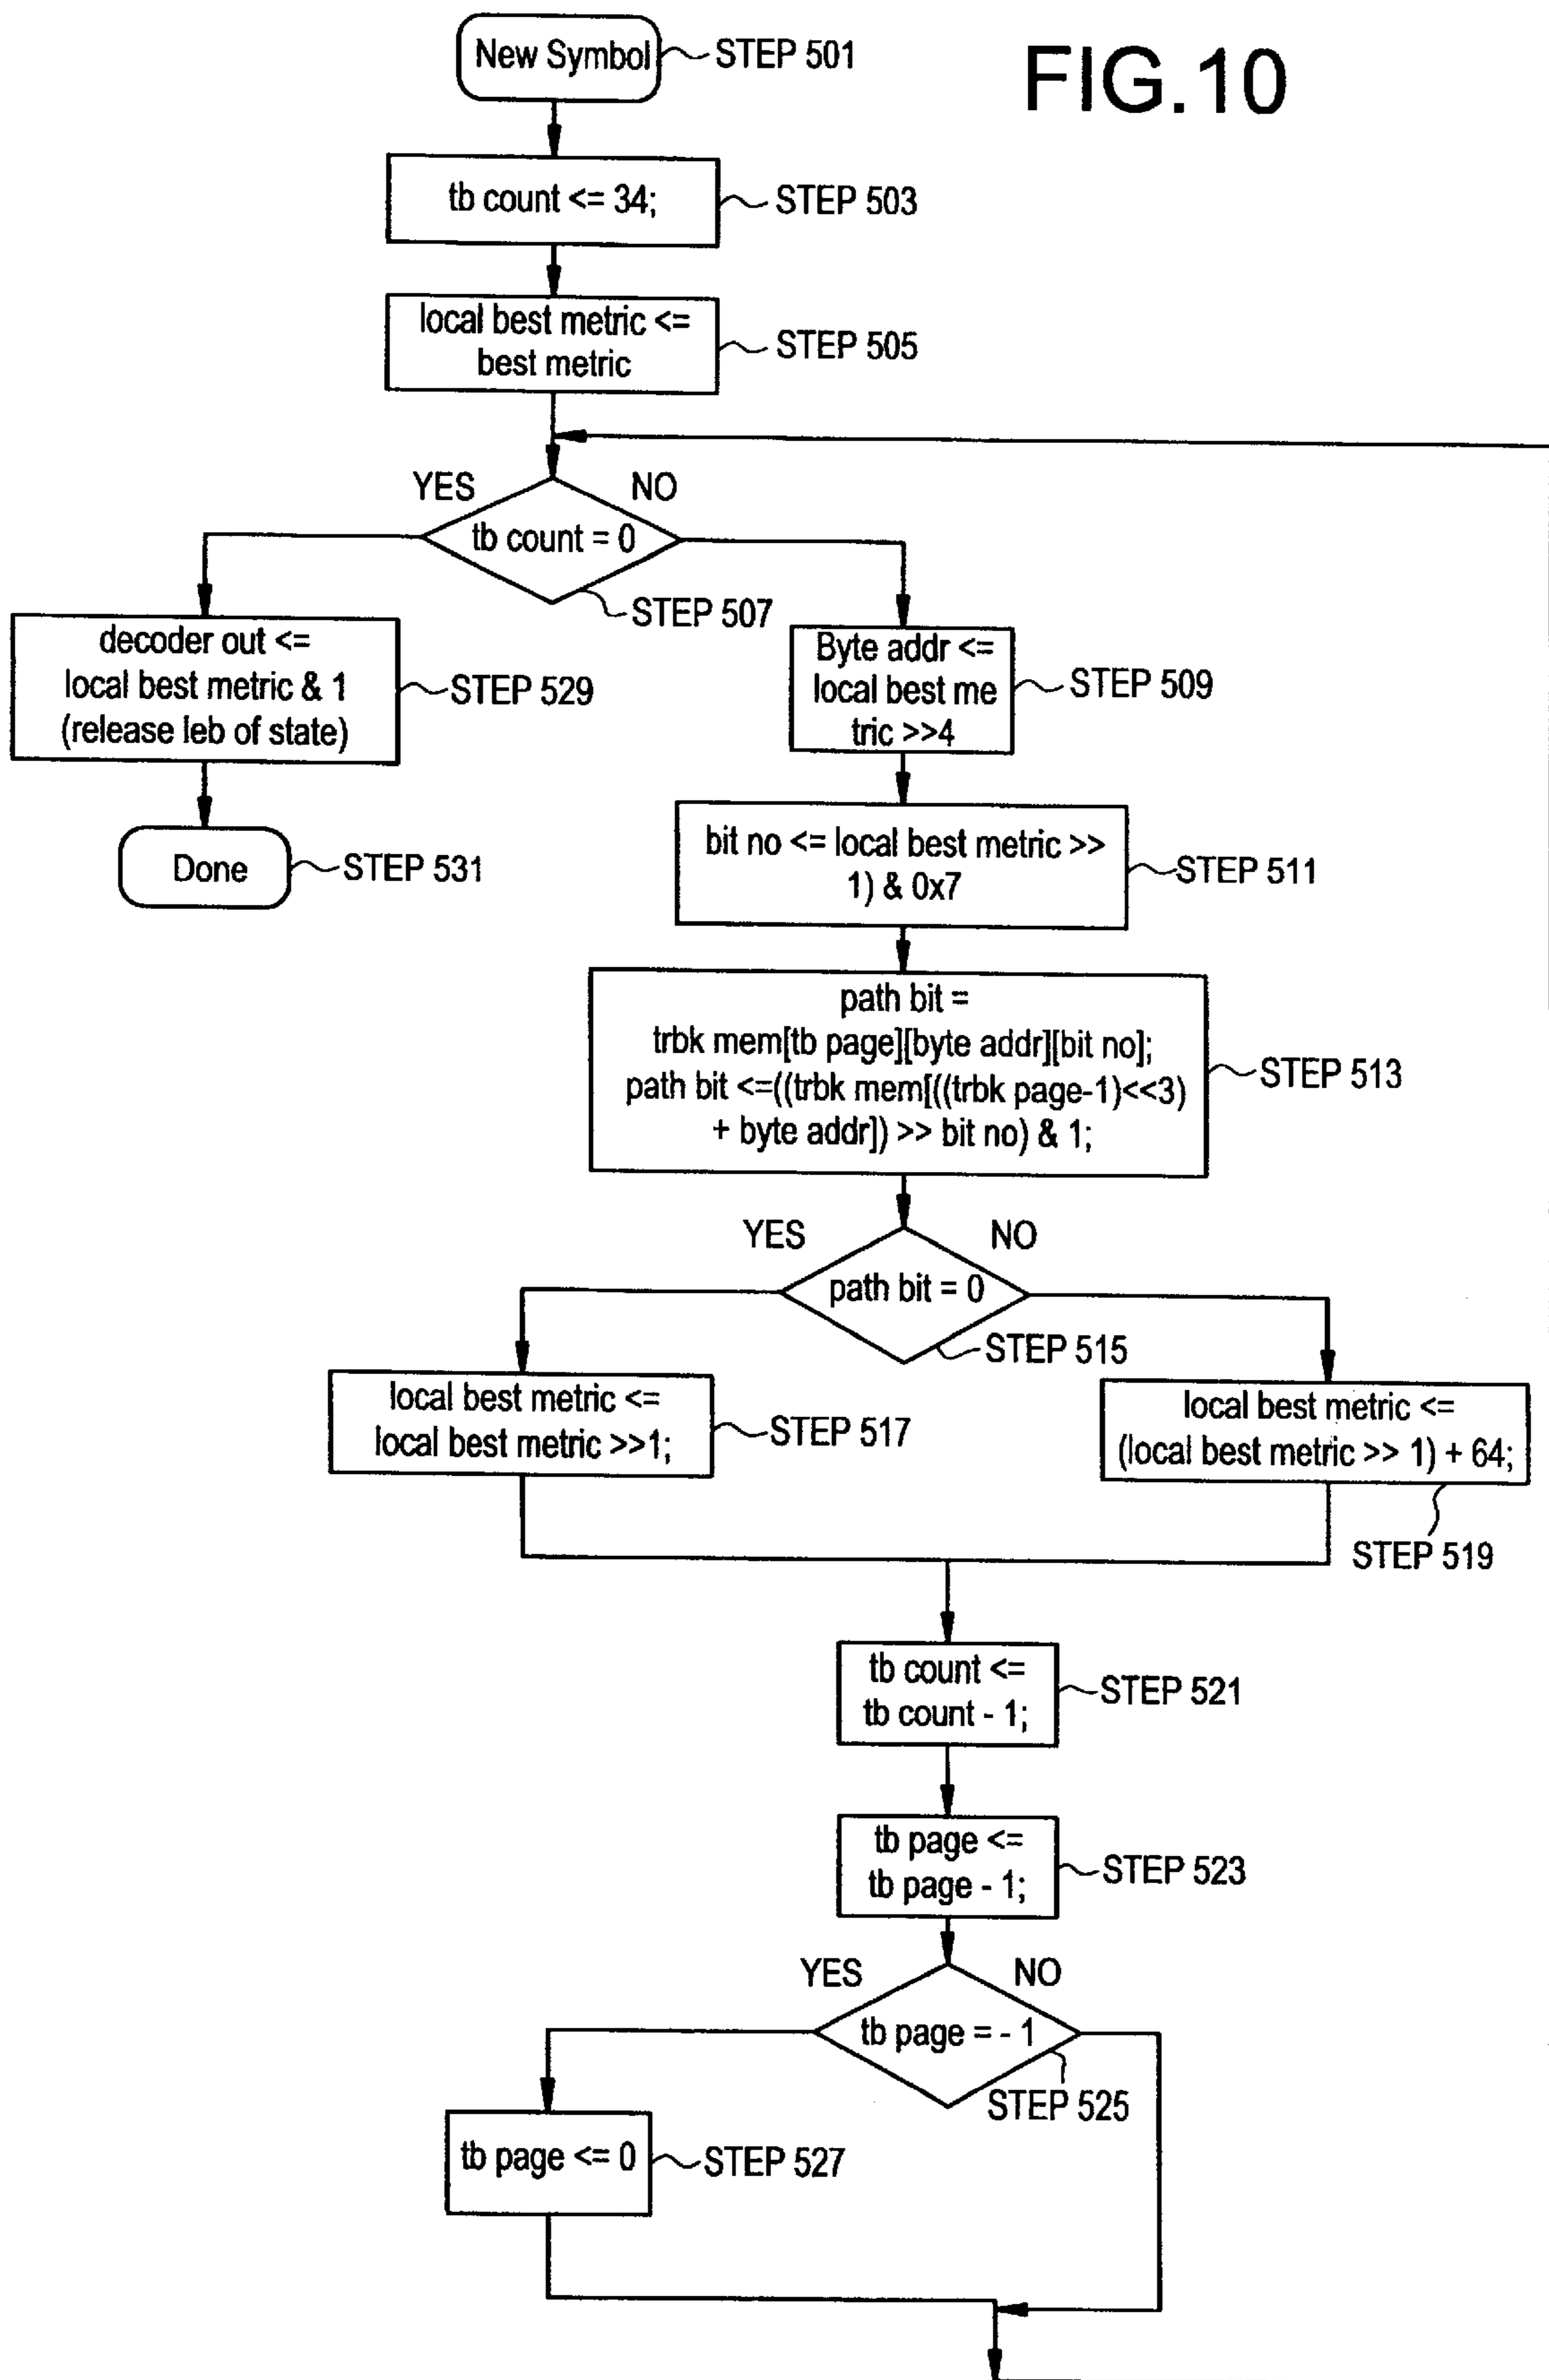 New Symbol
STEP 501
FIG.10
tb count <= 34;
STEP 503
local best metric <=
best metric
STEP 505
YES
NO
tb count = 0
STEP 507
decoder out <=
local best metric & 1
(release leb of state)
STEP 529
Byte addr <=
local best me
tric >>4
STEP 509
Done
STEP 531
bit no <= local best metric >>
1) & 0x7
STEP 511
path bit =
trbk mem[tb page][byte addr][bit no];
path bit <=((trbk mem[((trbk page-1)<<3)
+ byte addr]) >> bit no) & 1;
STEP 513
YES
NO
path bit = 0
STEP 515
local best metric <=
local best metric >>1;
STEP 517
local best metric <=
(local best metric >> 1) + 64;
STEP 519
tb count <=
tb count - 1;
STEP 521
tb page <=
tb page - 1;
STEP 523
YES
NO
tb page = - 1
STEP 525
tb page <= 0
STEP 527